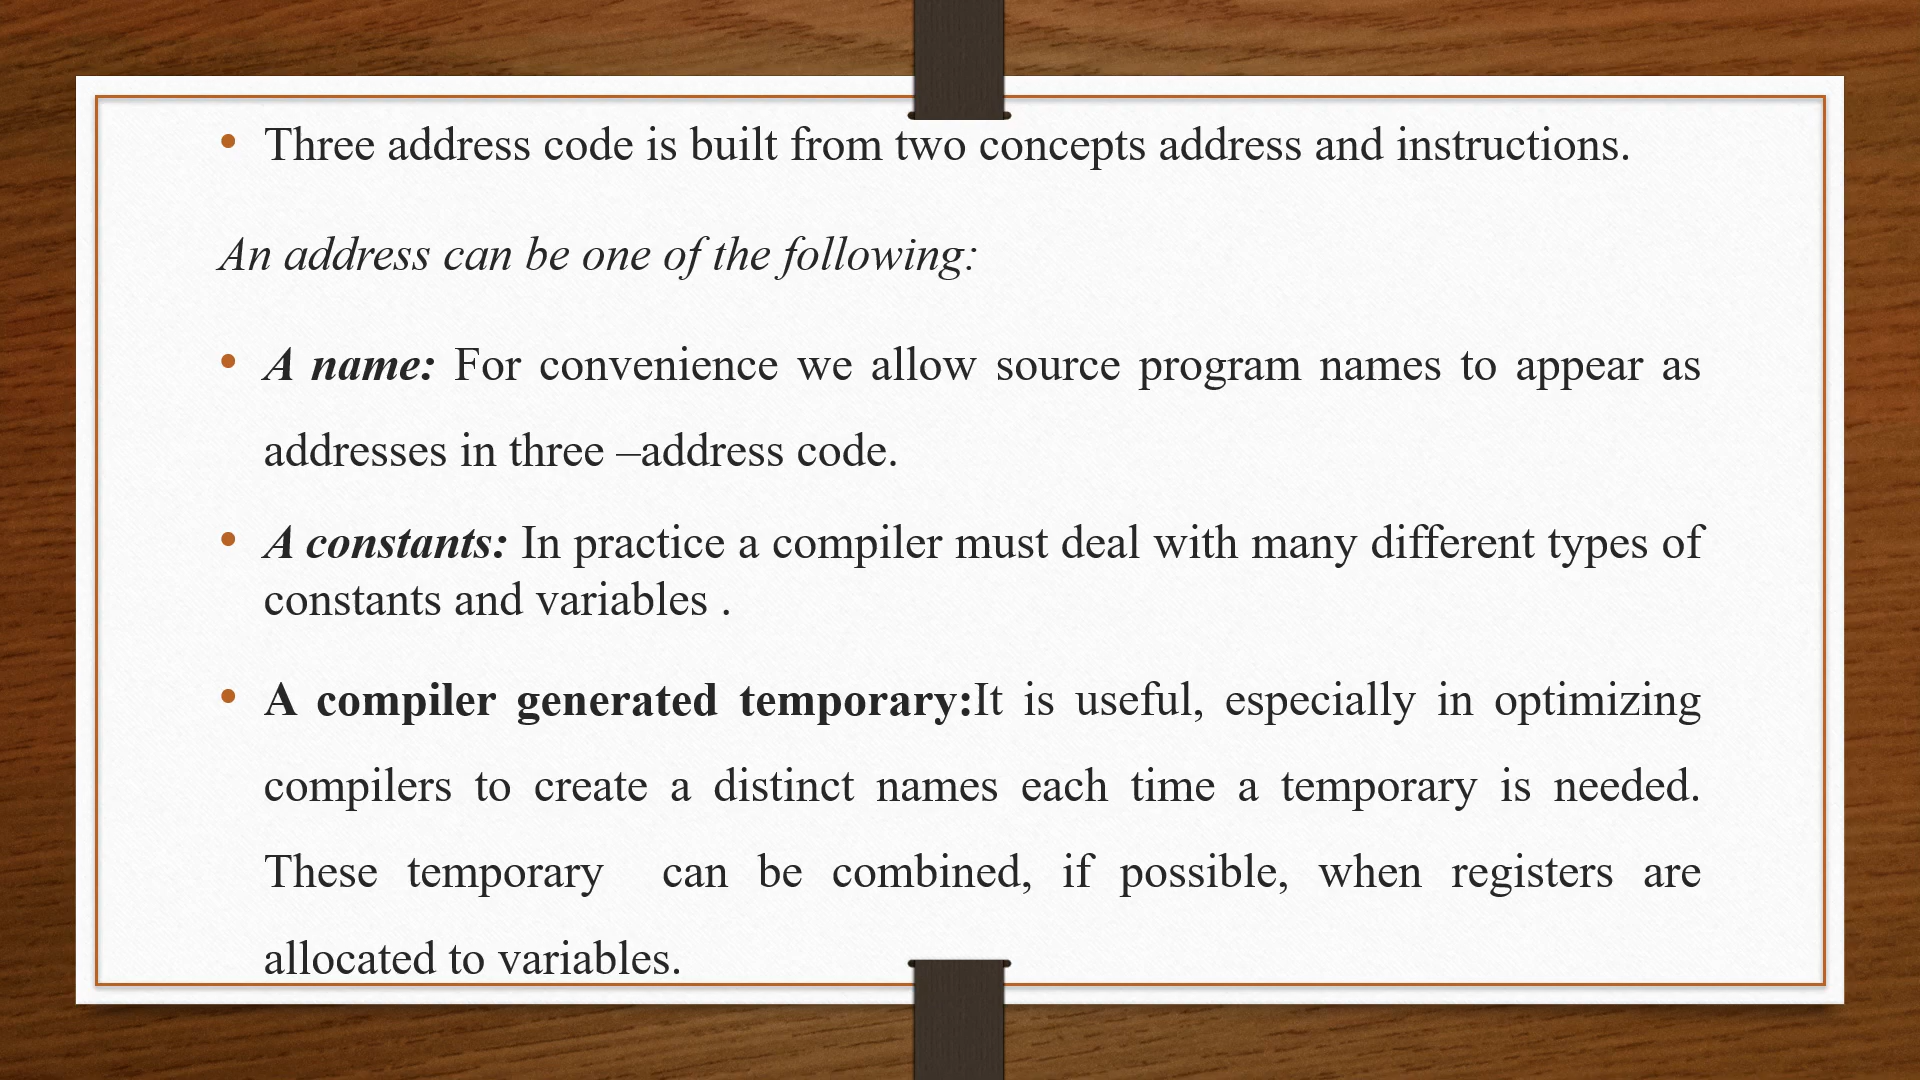 Three address code is built from two concepts address and instructions.
An address can be one of the following:
A name: For convenience we allow source program names to appear as
addresses in three –address code.
A constants: In practice a compiler must deal with many different types of
constants and variables .
A compiler generated temporary:It is useful, especially in optimizing
compilers to create a distinct names each time a temporary is needed.
These temporary can be combined, if possible, when registers are
allocated to variables.